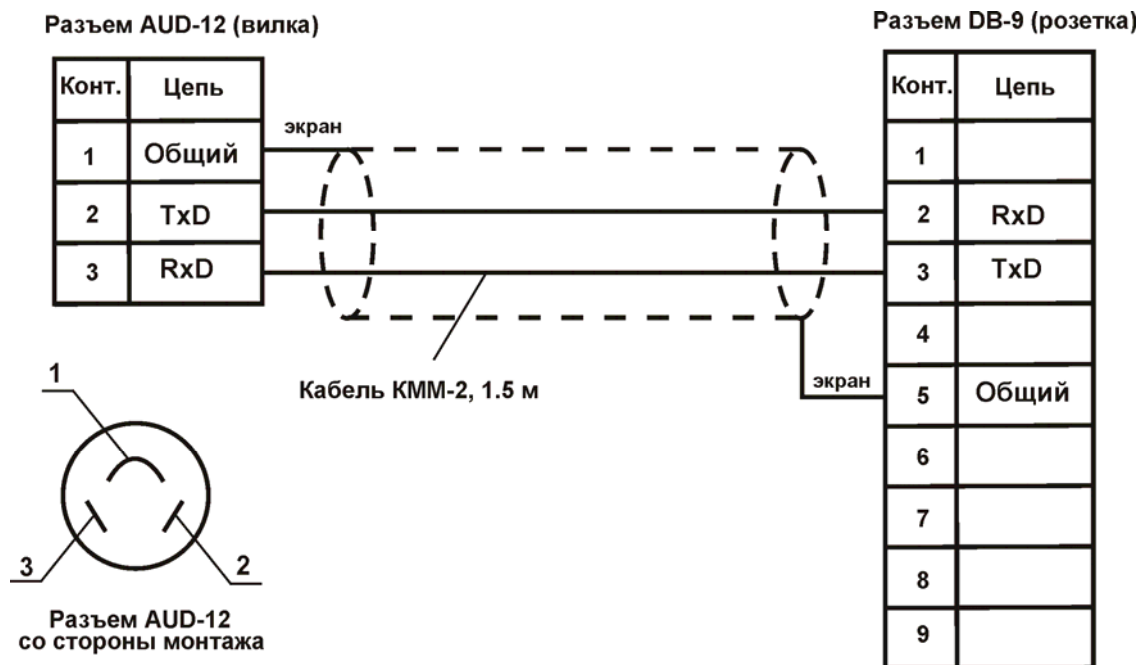 Разъем AUD-12 (вилка)
Конт. Цепь
1 Общий
2 TxD
3 RxD
экран
Кабель КММ-2, 1.5 м
экран
Разъем DB-9 (розетка)
Конт. Цепь
1
2 RxD
3 TxD
4
5 Общий
6
7
8
9
1
3
2
Разъем AUD-12
со стороны монтажа